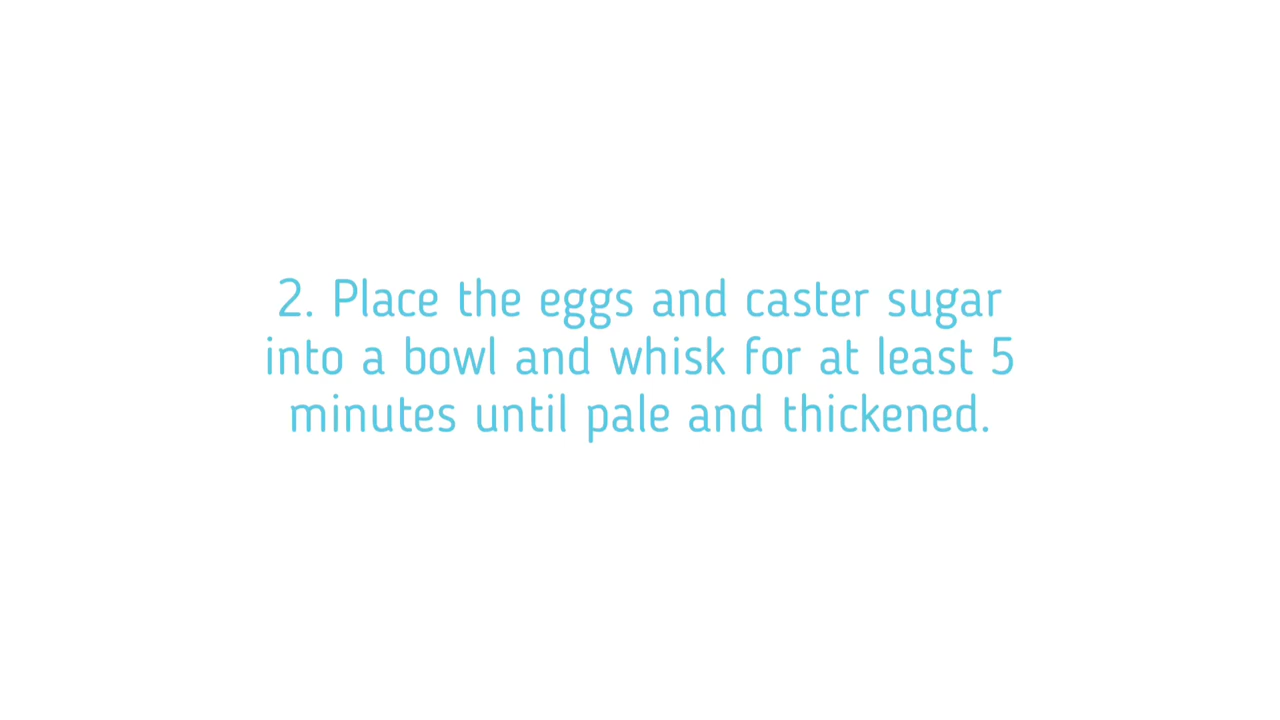 2. Place the eggs and caster sugar
into a bowl and whisk for at least 5
minutes until pale and thickened.